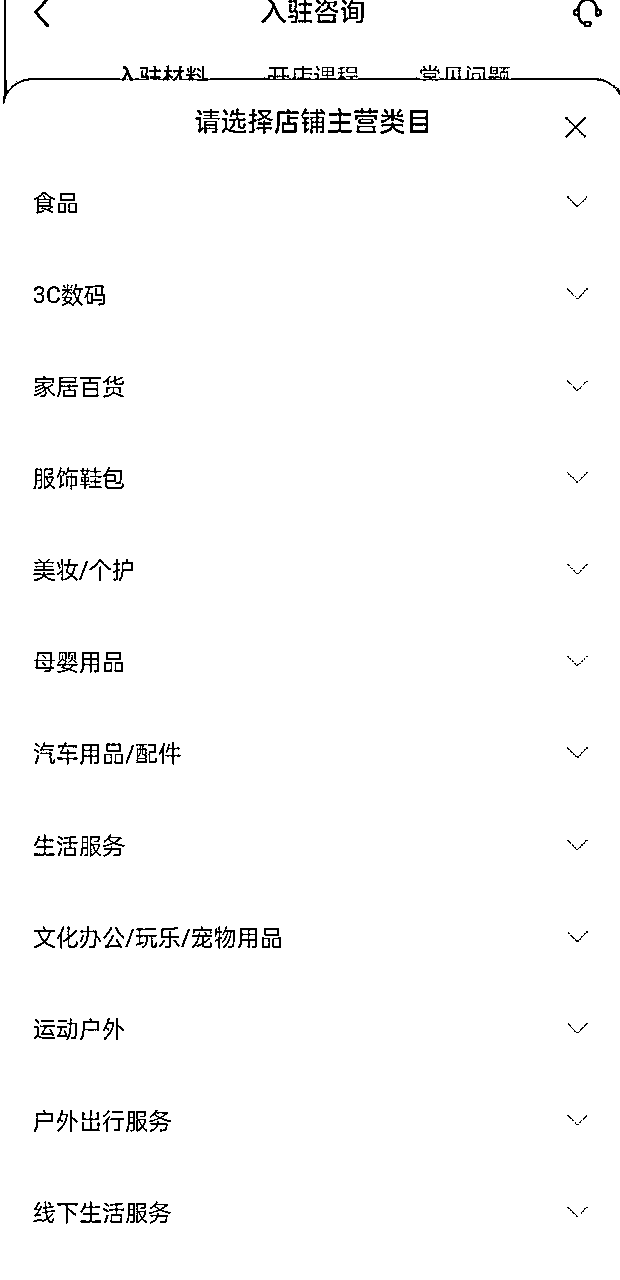 入驻咨询
入驻材料 开店课程 常见问题
请选择店铺主营类目
食品
3C数码
家居百货
服饰鞋包
美妆/个护
母婴用品
汽车用品/配件
生活服务
文化办公/玩乐/宠物用品
运动户外
户外出行服务
线下生活服务